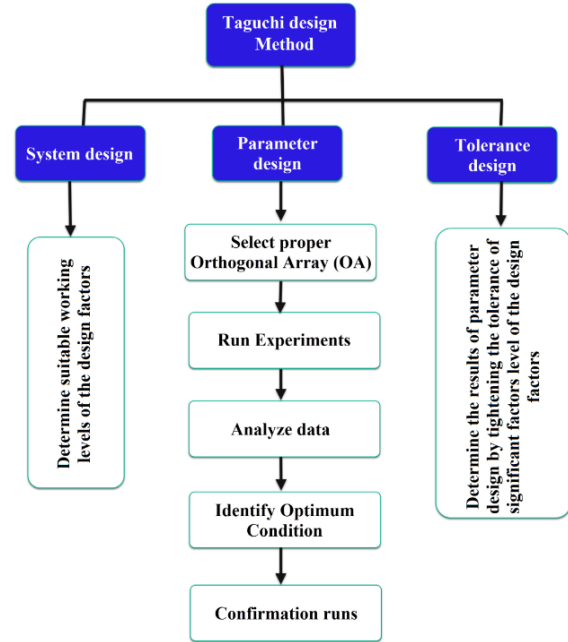 Taguchi design
Method
System design
Parameter
design
Tolerance
design
Determine suitable working
levels of the design factors
Select proper
Orthogonal Array (OA)
Run Experiments
Analyze data
Identify Optimum
Condition
Confirmation runs
Determine the results of parameter
design by tightening the tolerance of
significant factors level of the design
factors